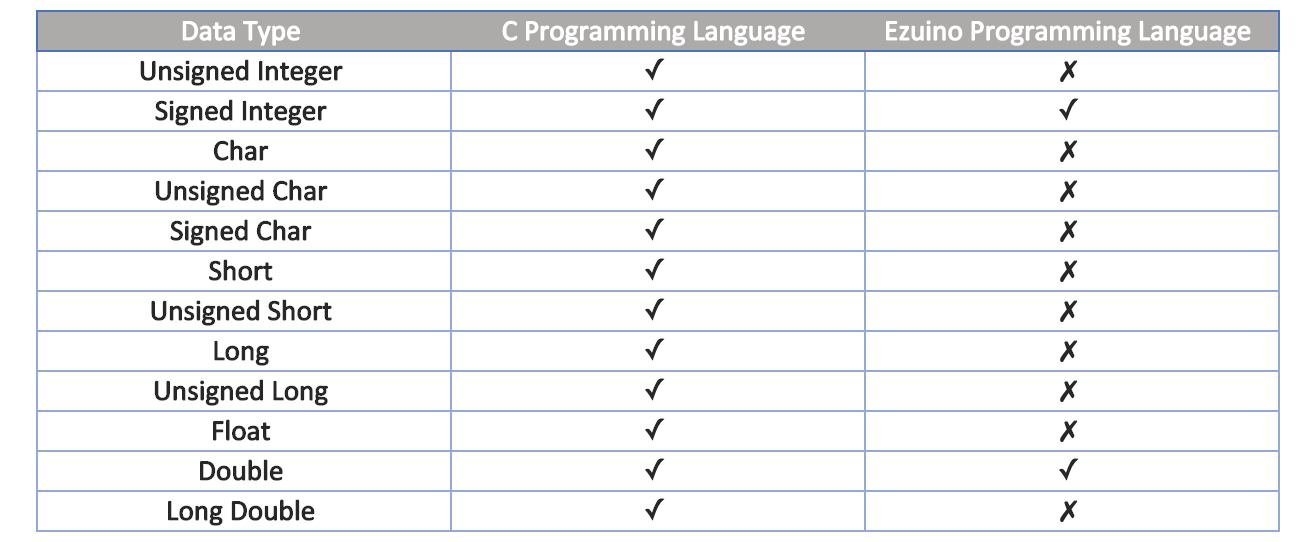 Data Type C Programming Language Ezuino Programming Language
Unsigned Integer ✓ ✗
Signed Integer ✓ ✓
Char ✓ ✗
Unsigned Char ✓ ✗
Signed Char ✓ ✗
Short ✓ ✗
Unsigned Short ✓ ✗
Long ✓ ✗
Unsigned Long ✓ ✗
Float ✓ ✗
Double ✓ ✓
Long Double ✓ ✗